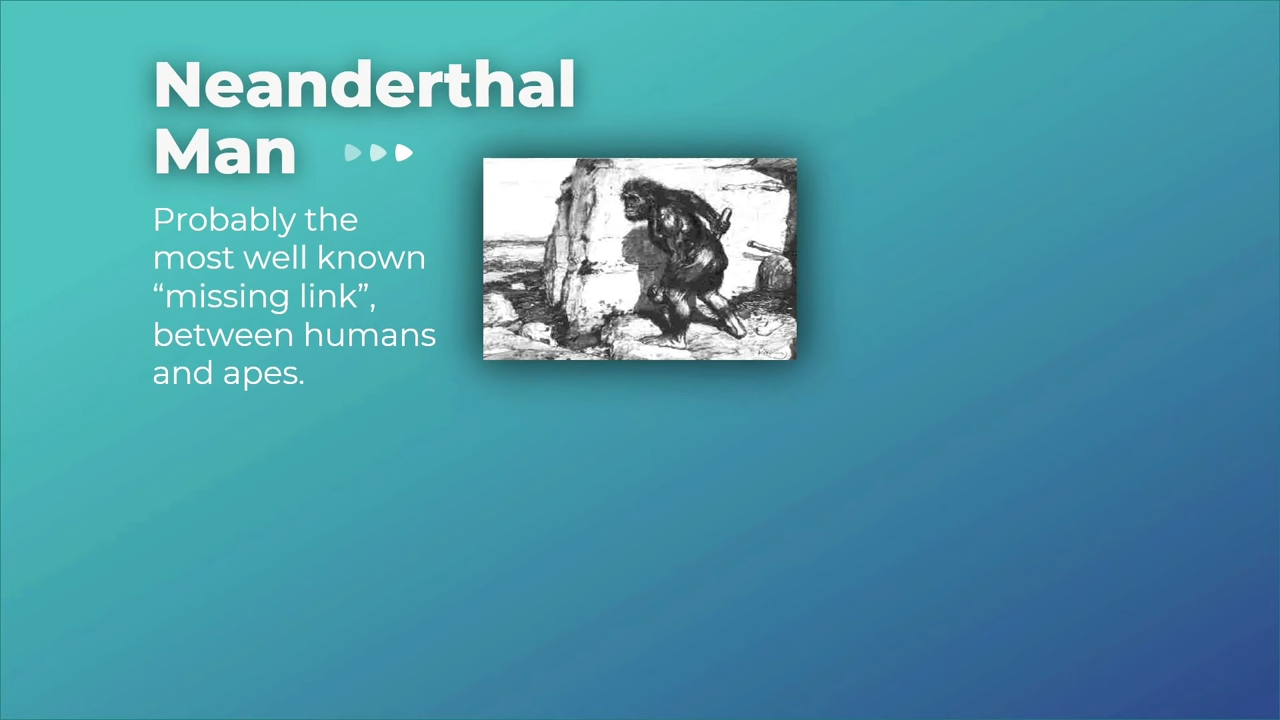 Neanderthal
Man
Probably the
most well known
“missing link”,
between humans
and apes.